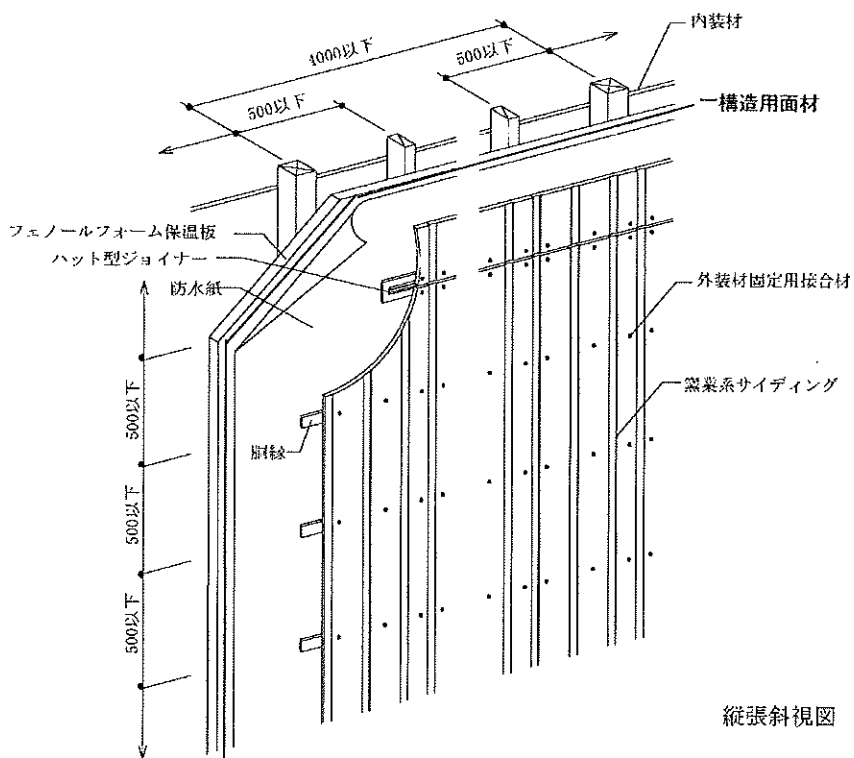 内装材
4000以下
500以下
500以下
構造用面材
フェノールフォーム保温板
ハット型ジョイナー
防水紙
外装材固定用接合材
窯業系サイディング
胴縁
500以下
500以下
500以下
縦張斜視図